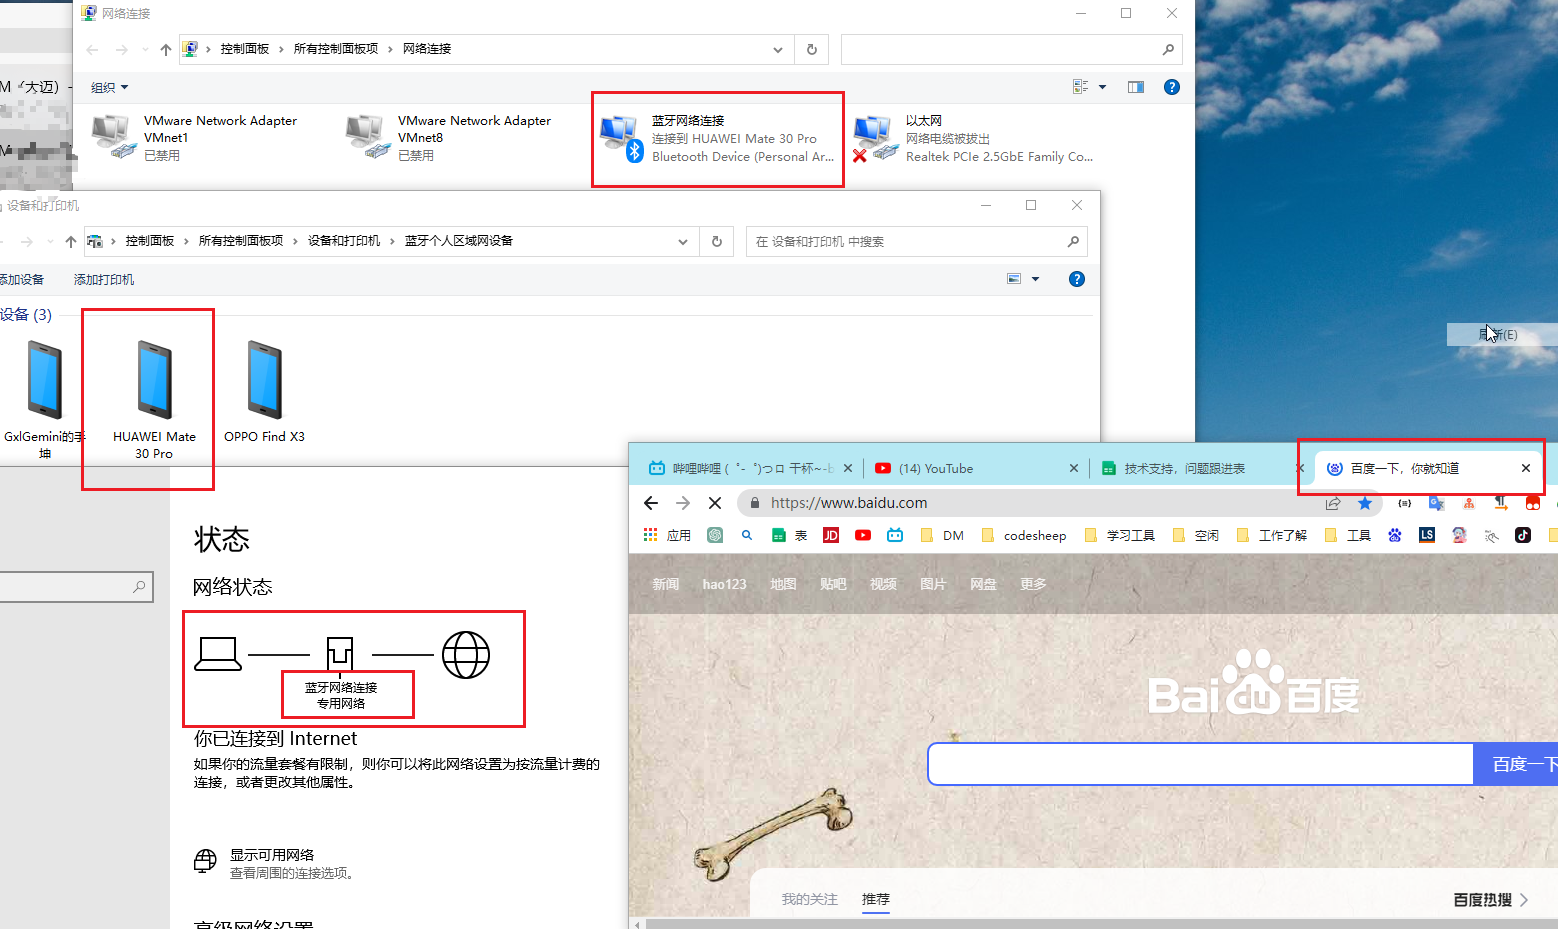 网络连接
控制面板 › 所有控制面板项 › 网络连接
组织
VMware Network Adapter
VMnet1
已禁用
VMware Network Adapter
VMnet8
已禁用
蓝牙网络连接
连接到 HUAWEI Mate 30 Pro
Bluetooth Device (Personal Ar...
以太网
网络电缆被拔出
Realtek PCIe 2.5GbE Family Co...
设备和打印机
控制面板 › 所有控制面板项 › 设备和打印机 › 蓝牙个人区域网设备
在 设备和打印机 中搜索
添加设备
添加打印机
设备 (3)
GxlGemini的手
坤
HUAWEI Mate
30 Pro
OPPO Find X3
状态
网络状态
蓝牙网络连接
专用网络
你已连接到 Internet
如果你的流量套餐有限制，则你可以将此网络设置为按流量计费的
连接，或者更改其他属性。
显示可用网络
查看周围的连接选项。
高级网络设置
哔哩哔哩 ( ゜- ゜)つロ 干杯~-b
(14) YouTube
技术支持，问题跟进表
百度一下，你就知道
https://www.baidu.com
应用
表
JD
DM
codesheep
学习工具
空闲
工作了解
工具
LS
新闻 hao123 地图 贴吧 视频 图片 网盘 更多
Bai du 百度
百度一下
我的关注 推荐
百度热搜